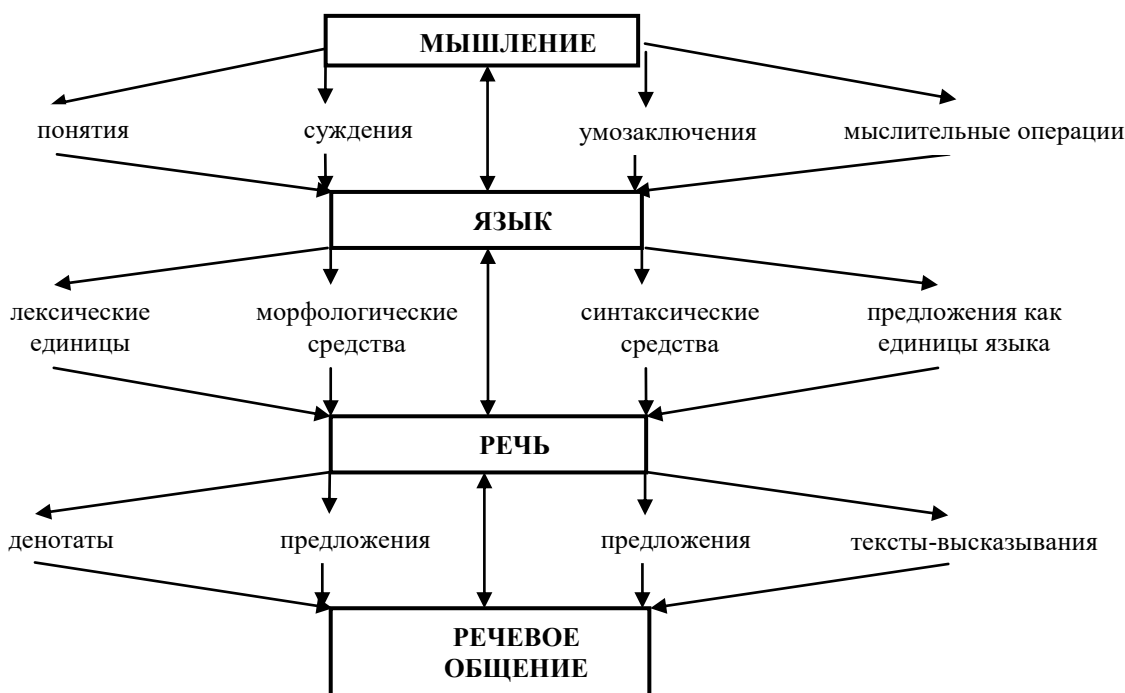 МЫШЛЕНИЕ
понятия суждения умозаключения мыслительные операции
ЯЗЫК
лексические морфологические синтаксические предложения как
единицы средства средства единицы языка
РЕЧЬ
денотаты предложения предложения тексты-высказывания
РЕЧЕВОЕ
ОБЩЕНИЕ